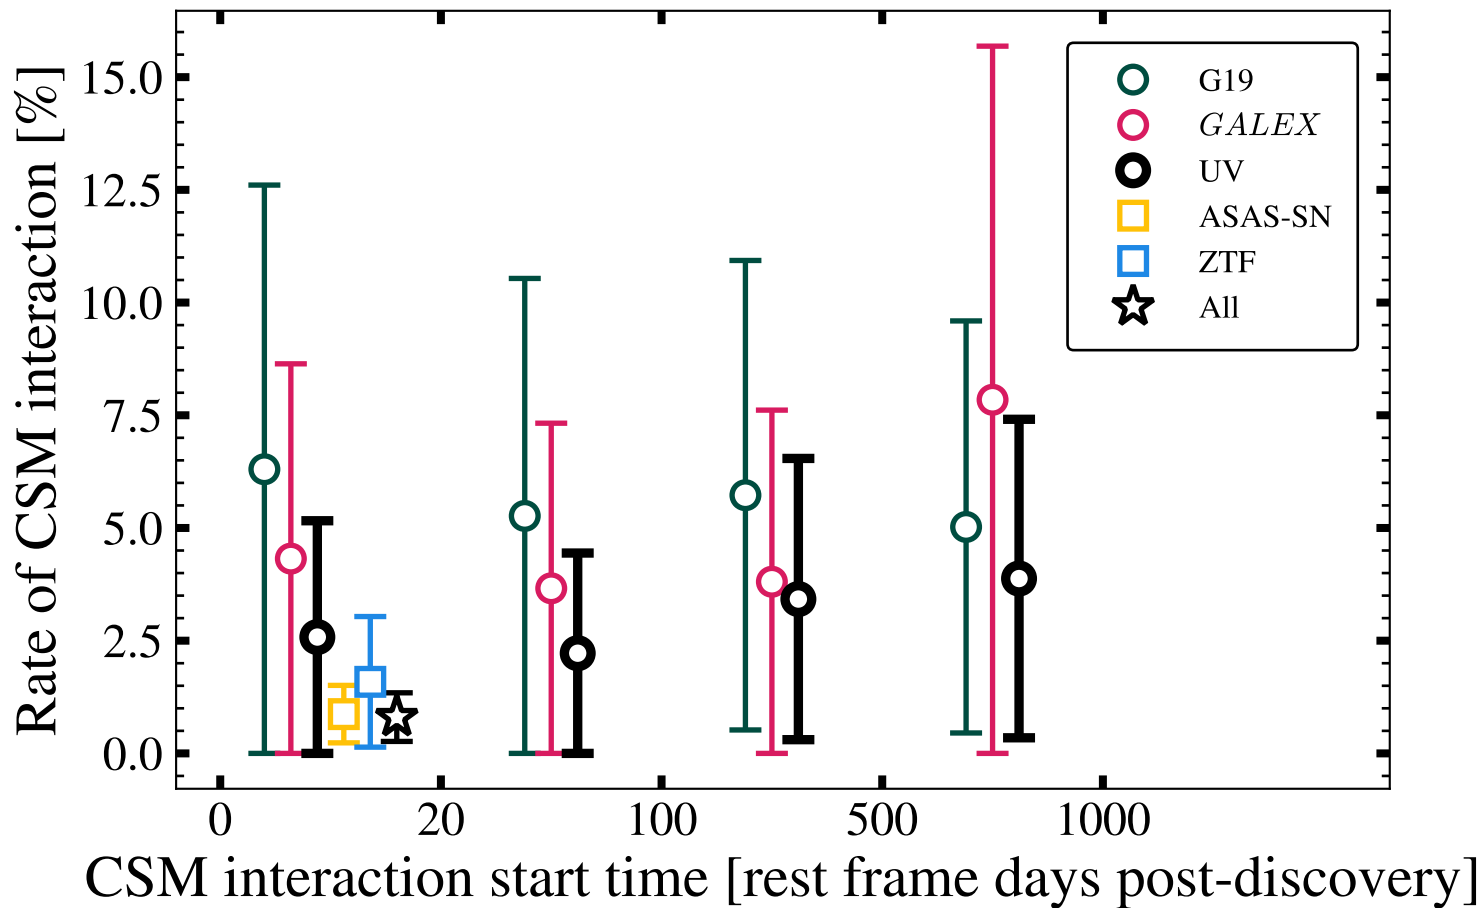 Rate of CSM interaction [%]
15.0
12.5
10.0
7.5
5.0
2.5
0.0
0 20 100 500 1000
CSM interaction start time [rest frame days post-discovery]
G19
GALEX
UV
ASAS-SN
ZTF
All